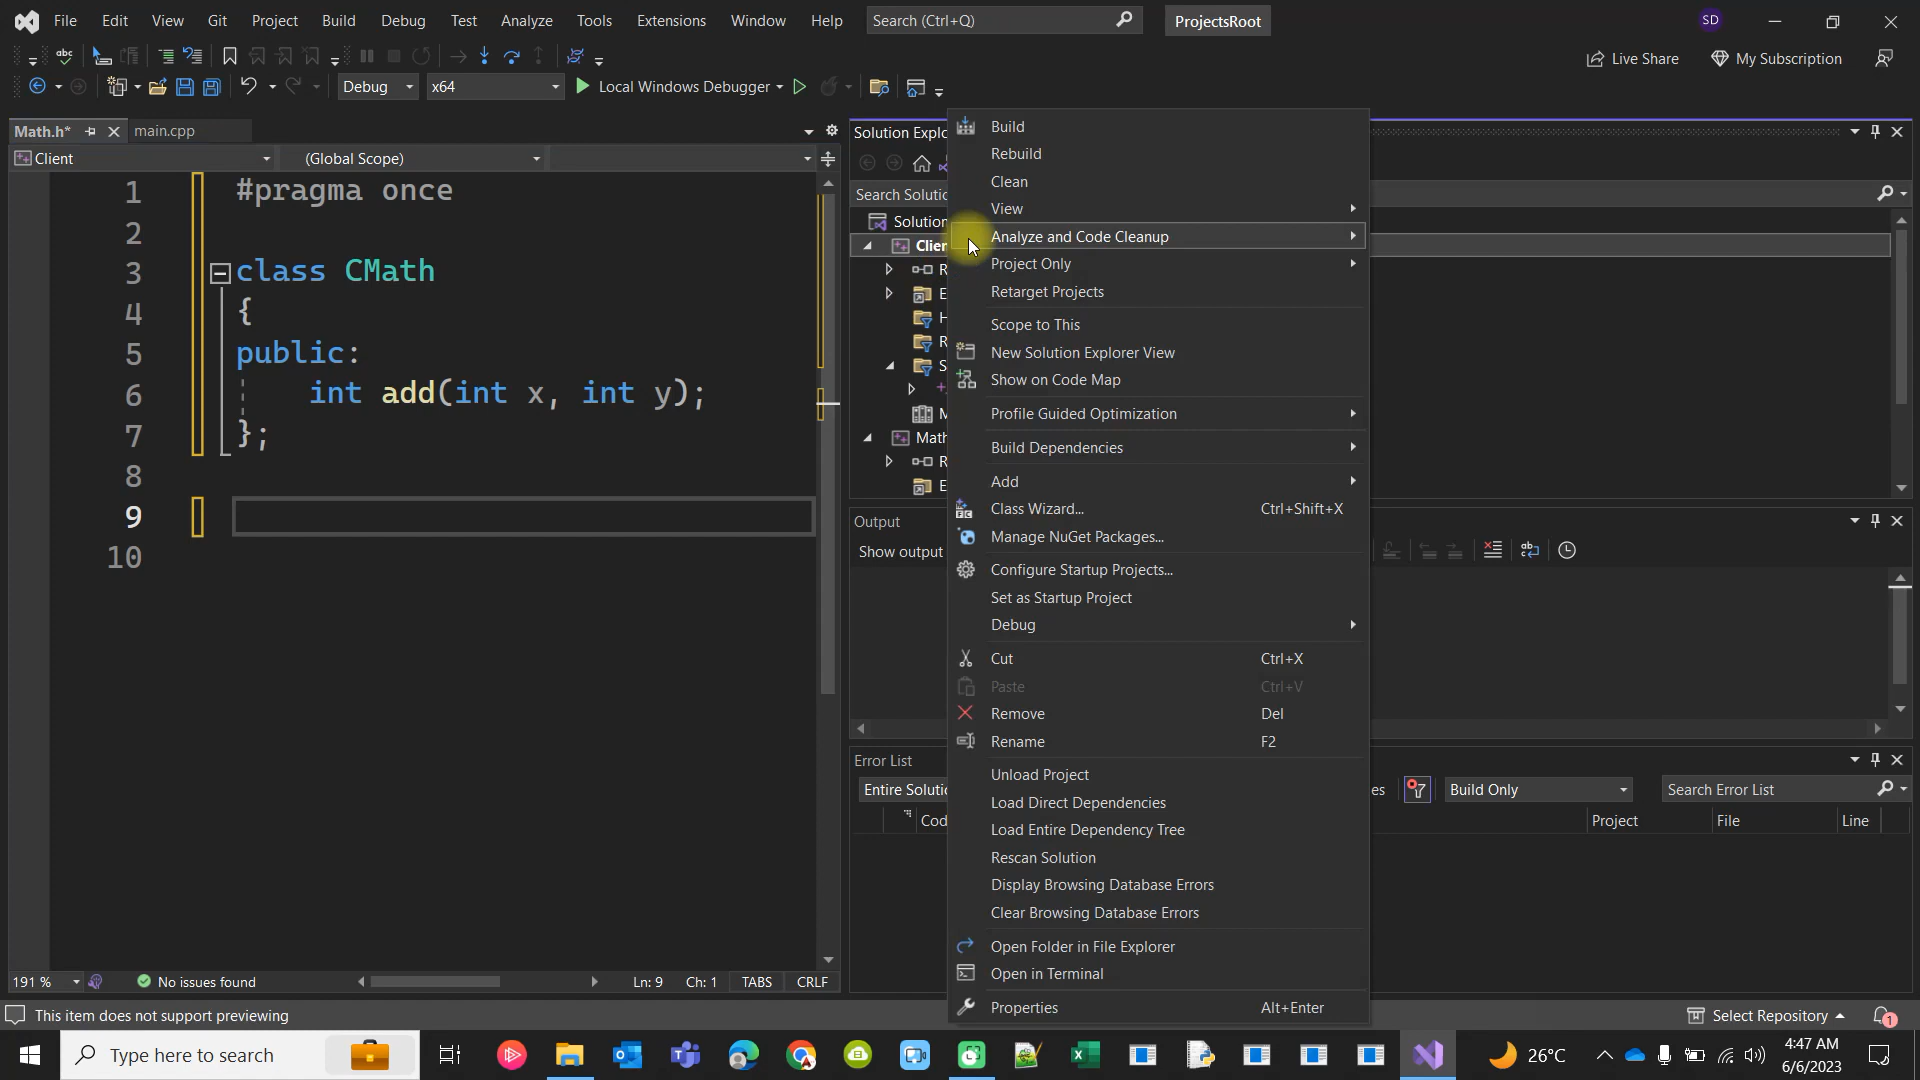 File Edit View Git Project Build Debug Test Analyze Tools Extensions Window Help Search (Ctrl+Q) ProjectsRoot SD
Live Share My Subscription
Debug x64 Local Windows Debugger
Math.h* main.cpp
Client (Global Scope)
1 #pragma once
2
3 class CMath
4 {
5 public:
6 int add(int x, int y);
7 };
8
9
10
191 % No issues found Ln: 9 Ch: 1 TABS CRLF
Solution Explo
Search Solutio
Solution
Clien
R
E
H
R
S
M
Math
R
E
Build
Rebuild
Clean
View
Analyze and Code Cleanup
Project Only
Retarget Projects
Scope to This
New Solution Explorer View
Show on Code Map
Profile Guided Optimization
Build Dependencies
Add
Class Wizard... Ctrl+Shift+X
Manage NuGet Packages...
Configure Startup Projects...
Set as Startup Project
Debug
Cut Ctrl+X
Paste Ctrl+V
Remove Del
Rename F2
Unload Project
Load Direct Dependencies
Load Entire Dependency Tree
Rescan Solution
Display Browsing Database Errors
Clear Browsing Database Errors
Open Folder in File Explorer
Open in Terminal
Properties Alt+Enter
Output
Show output
Error List
Entire Solutio es Build Only Search Error List
Cod Project File Line
This item does not support previewing Select Repository 1
Type here to search 26°C 4:47 AM
6/6/2023